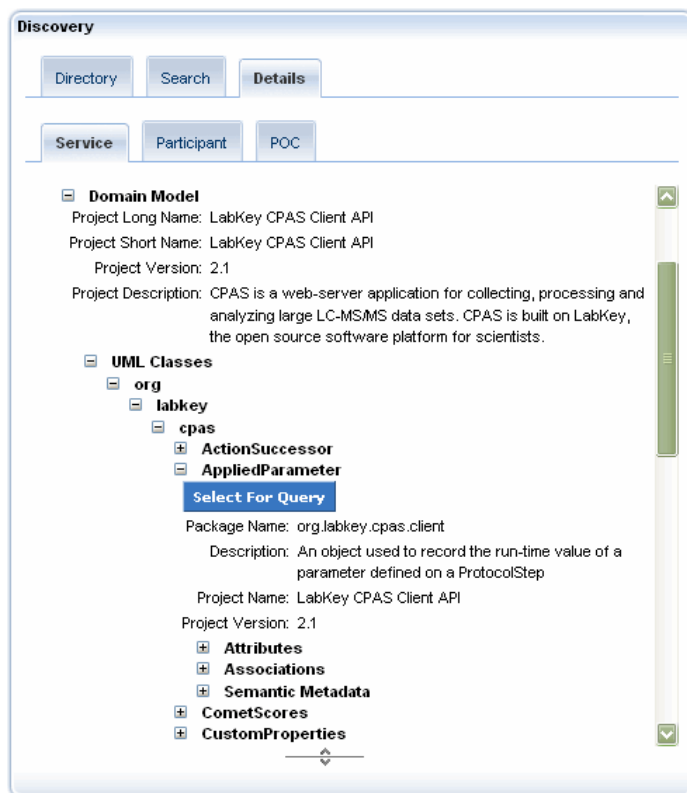 Discovery
Directory Search Details
Service Participant POC
Domain Model
Project Long Name: LabKey CPAS Client API
Project Short Name: LabKey CPAS Client API
Project Version: 2.1
Project Description: CPAS is a web-server application for collecting, processing and
analyzing large LC-MS/MS data sets. CPAS is built on LabKey,
the open source software platform for scientists.
UML Classes
org
labkey
cpas
ActionSuccessor
AppliedParameter
Select For Query
Package Name: org.labkey.cpas.client
Description: An object used to record the run-time value of a
parameter defined on a ProtocolStep
Project Name: LabKey CPAS Client API
Project Version: 2.1
Attributes
Associations
Semantic Metadata
CometScores
CustomProperties